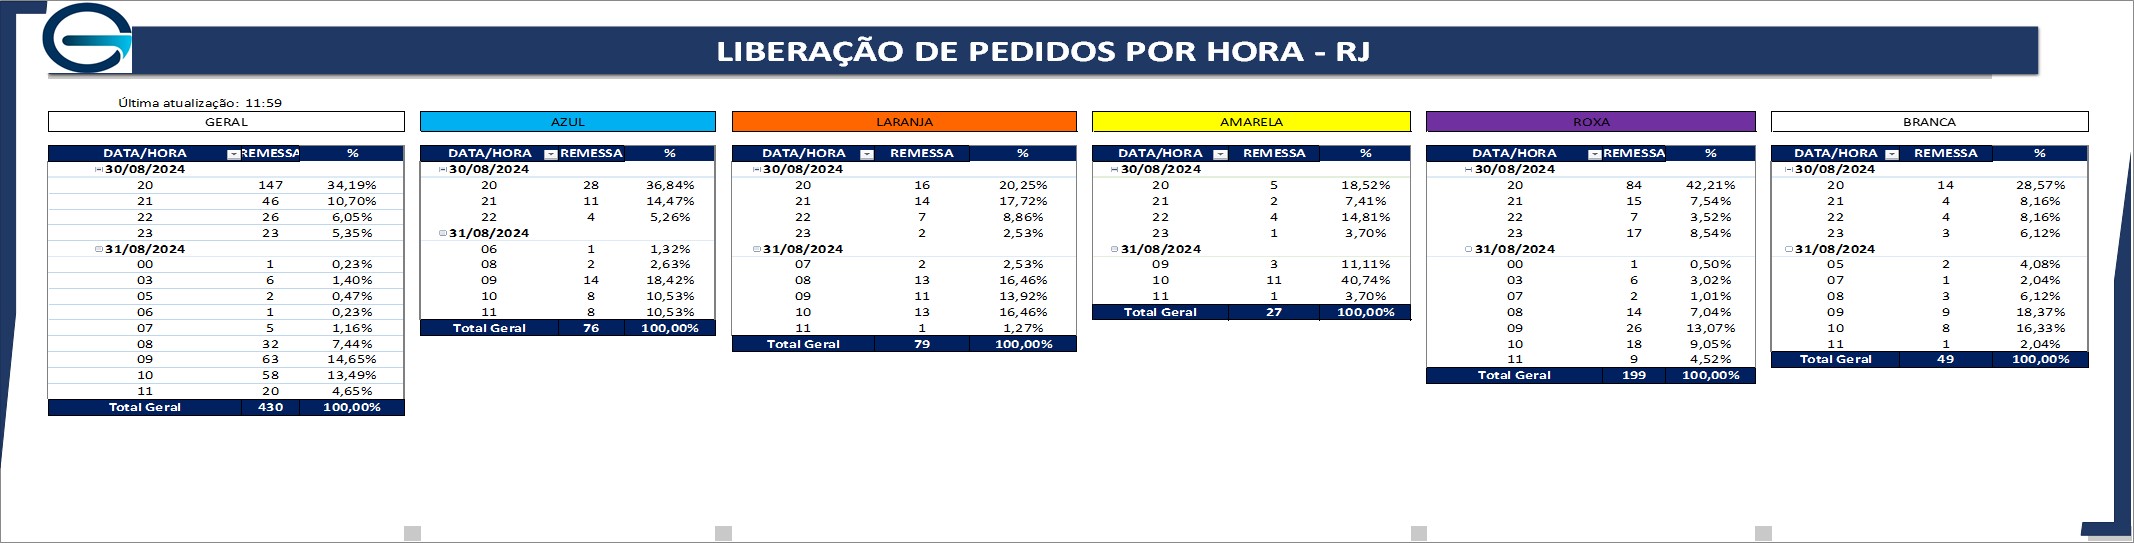 LIBERAÇÃO DE PEDIDOS POR HORA - RJ
Última atualização: 11:59
GERAL
DATA/HORA REMESSA %
30/08/2024
20 147 34,19%
21 46 10,70%
22 26 6,05%
23 23 5,35%
31/08/2024
00 1 0,23%
03 6 1,40%
05 2 0,47%
06 1 0,23%
07 5 1,16%
08 32 7,44%
09 63 14,65%
10 58 13,49%
11 20 4,65%
Total Geral 430 100,00%
AZUL
DATA/HORA REMESSA %
30/08/2024
20 28 36,84%
21 11 14,47%
22 4 5,26%
31/08/2024
06 1 1,32%
08 2 2,63%
09 14 18,42%
10 8 10,53%
11 8 10,53%
Total Geral 76 100,00%
LARANJA
DATA/HORA REMESSA %
30/08/2024
20 16 20,25%
21 14 17,72%
22 7 8,86%
23 2 2,53%
31/08/2024
07 2 2,53%
08 13 16,46%
09 11 13,92%
10 13 16,46%
11 1 1,27%
Total Geral 79 100,00%
AMARELA
DATA/HORA REMESSA %
30/08/2024
20 5 18,52%
21 2 7,41%
22 4 14,81%
23 1 3,70%
31/08/2024
09 3 11,11%
10 11 40,74%
11 1 3,70%
Total Geral 27 100,00%
ROXA
DATA/HORA REMESSA %
30/08/2024
20 84 42,21%
21 15 7,54%
22 7 3,52%
23 17 8,54%
31/08/2024
00 1 0,50%
03 6 3,02%
07 2 1,01%
08 14 7,04%
09 26 13,07%
10 18 9,05%
11 9 4,52%
Total Geral 199 100,00%
BRANCA
DATA/HORA REMESSA %
30/08/2024
20 14 28,57%
21 4 8,16%
22 4 8,16%
23 3 6,12%
31/08/2024
05 2 4,08%
07 1 2,04%
08 3 6,12%
09 9 18,37%
10 8 16,33%
11 1 2,04%
Total Geral 49 100,00%